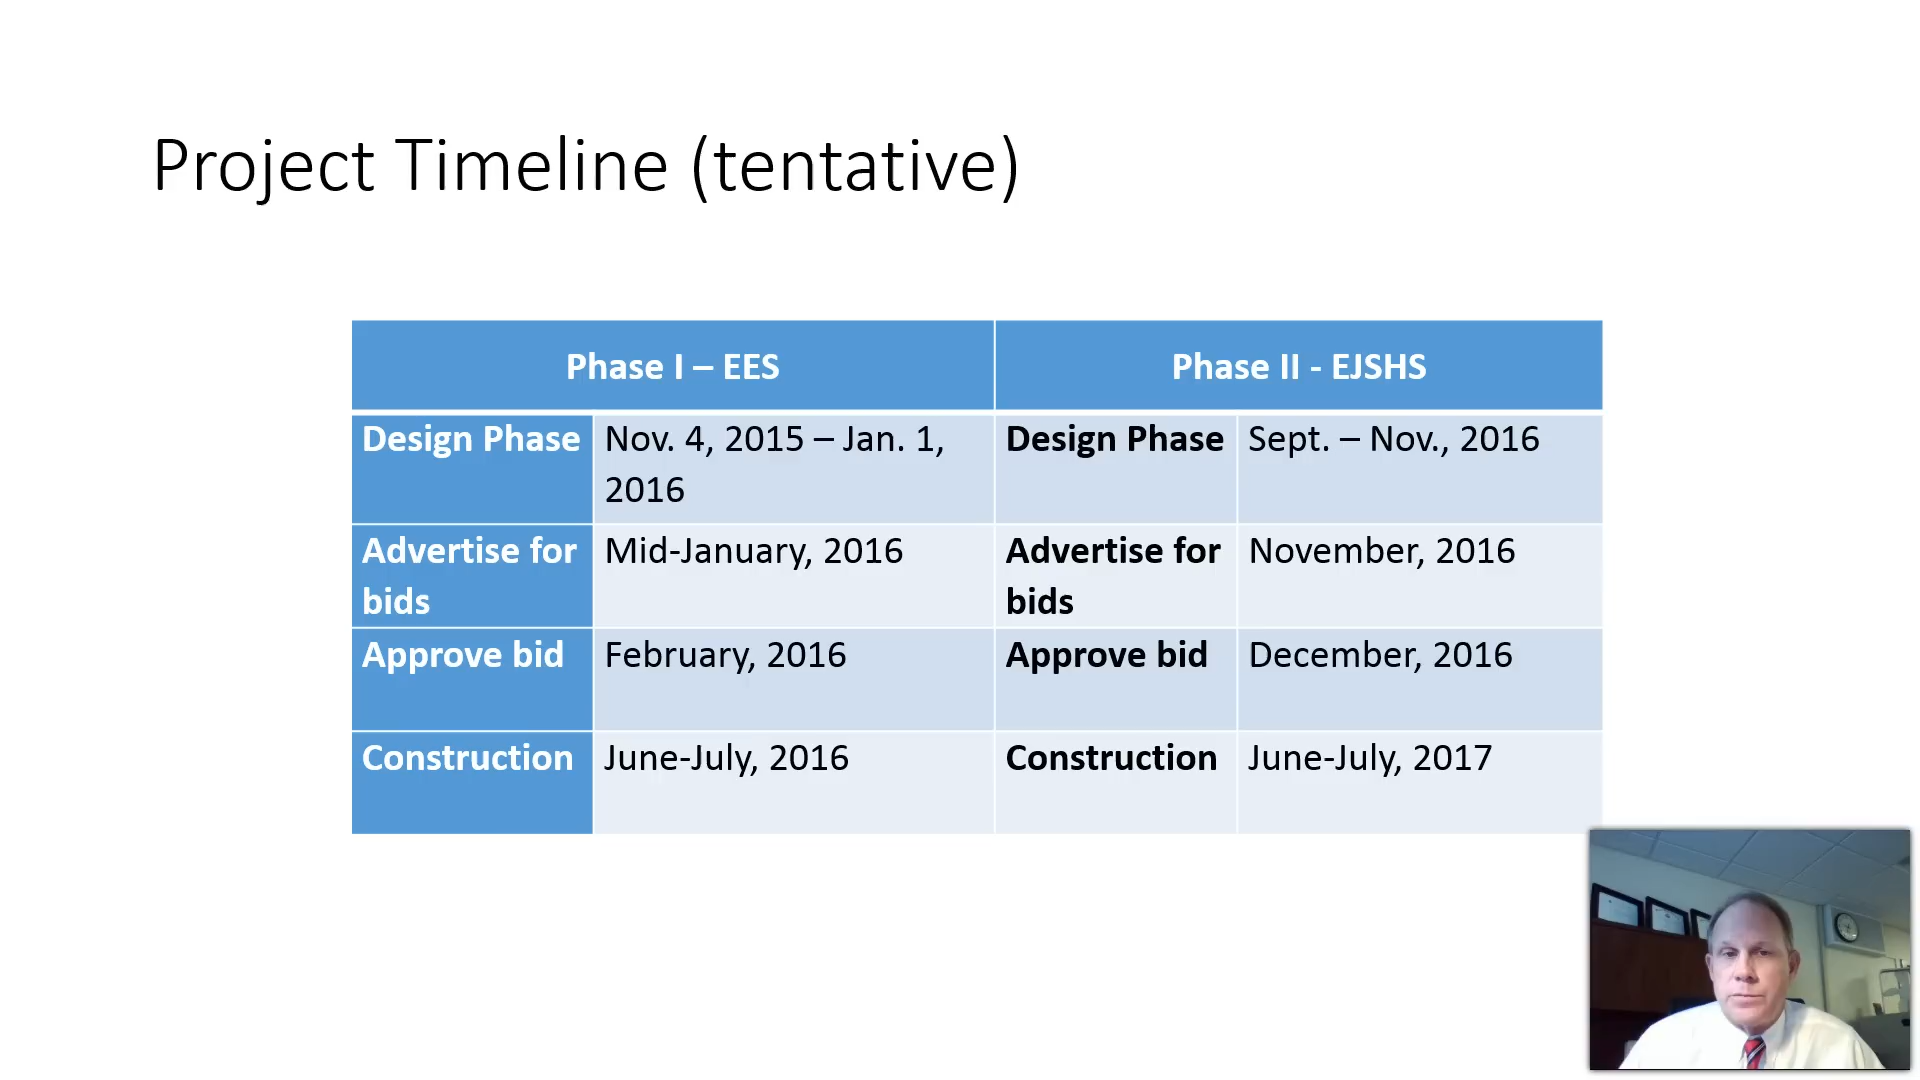 Project Timeline (tentative)
Phase I – EES
Phase II - EJSHS
Design Phase
Nov. 4, 2015 – Jan. 1,
2016
Design Phase
Sept. – Nov., 2016
Advertise for
bids
Mid-January, 2016
Advertise for
bids
November, 2016
Approve bid
February, 2016
Approve bid
December, 2016
Construction
June-July, 2016
Construction
June-July, 2017